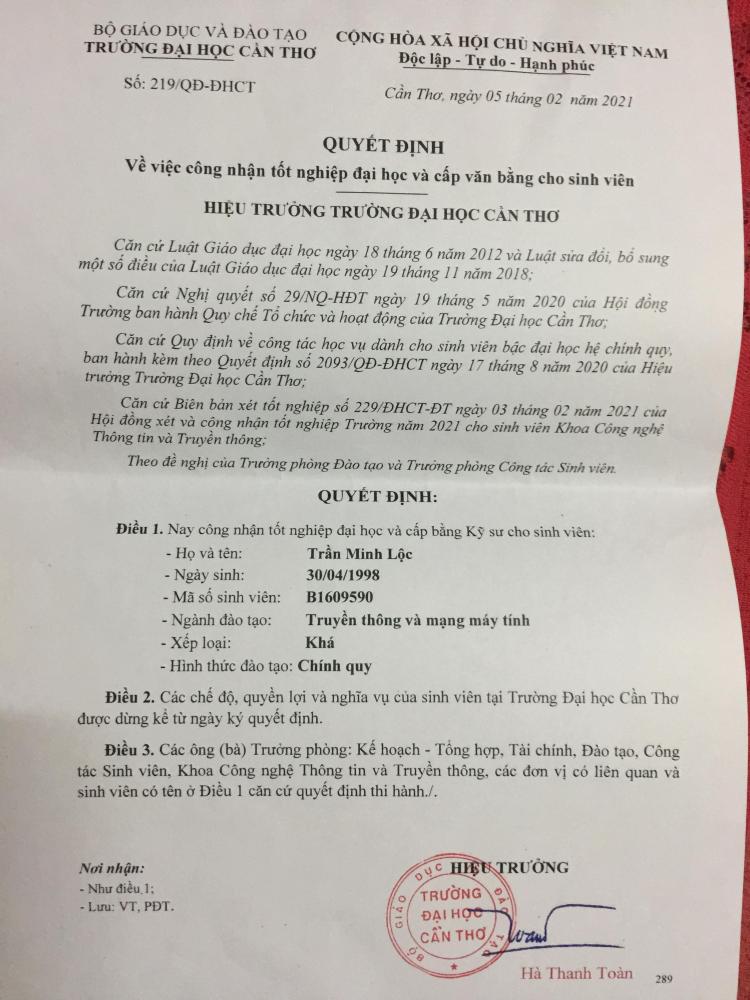 BỘ GIÁO DỤC VÀ ĐÀO TẠO
TRƯỜNG ĐẠI HỌC CẦN THƠ
CỘNG HÒA XÃ HỘI CHỦ NGHĨA VIỆT NAM
Độc lập - Tự do - Hạnh phúc
Số: 219/QĐ-ĐHCT
Cần Thơ, ngày 05 tháng 02 năm 2021
QUYẾT ĐỊNH
Về việc công nhận tốt nghiệp đại học và cấp văn bằng cho sinh viên
HIỆU TRƯỞNG TRƯỜNG ĐẠI HỌC CẦN THƠ
Căn cứ Luật Giáo dục đại học ngày 18 tháng 6 năm 2012 và Luật sửa đổi, bổ sung
một số điều của Luật Giáo dục đại học ngày 19 tháng 11 năm 2018;
Căn cứ Nghị quyết số 29/NQ-HĐT ngày 19 tháng 5 năm 2020 của Hội đồng
Trường ban hành Quy chế Tổ chức và hoạt động của Trường Đại học Cần Thơ;
Căn cứ Quy định về công tác học vụ dành cho sinh viên bậc đại học hệ chính quy,
ban hành kèm theo Quyết định số 2093/QĐ-ĐHCT ngày 17 tháng 8 năm 2020 của Hiệu
trưởng Trường Đại học Cần Thơ;
Căn cứ Biên bản xét tốt nghiệp số 229/ĐHCT-ĐT ngày 03 tháng 02 năm 2021 của
Hội đồng xét và công nhận tốt nghiệp Trường năm 2021 cho sinh viên Khoa Công nghệ
Thông tin và Truyền thông;
Theo đề nghị của Trưởng phòng Đào tạo và Trưởng phòng Công tác Sinh viên.
QUYẾT ĐỊNH:
Điều 1. Nay công nhận tốt nghiệp đại học và cấp bằng Kỹ sư cho sinh viên:
- Họ và tên: Trần Minh Lộc
- Ngày sinh: 30/04/1998
- Mã số sinh viên: B1609590
- Ngành đào tạo: Truyền thông và mạng máy tính
- Xếp loại: Khá
- Hình thức đào tạo: Chính quy
Điều 2. Các chế độ, quyền lợi và nghĩa vụ của sinh viên tại Trường Đại học Cần Thơ
được dừng kể từ ngày ký quyết định.
Điều 3. Các ông (bà) Trưởng phòng: Kế hoạch - Tổng hợp, Tài chính, Đào tạo, Công
tác Sinh viên, Khoa Công nghệ Thông tin và Truyền thông, các đơn vị có liên quan và
sinh viên có tên ở Điều 1 căn cứ quyết định thi hành./.
Nơi nhận:
- Như điều 1;
- Lưu: VT, PĐT.
HIỆU TRƯỞNG
BỘ GIÁO DỤC ĐÀO TẠO
TRƯỜNG
ĐẠI HỌC
CẦN THƠ
Hà Thanh Toàn
289